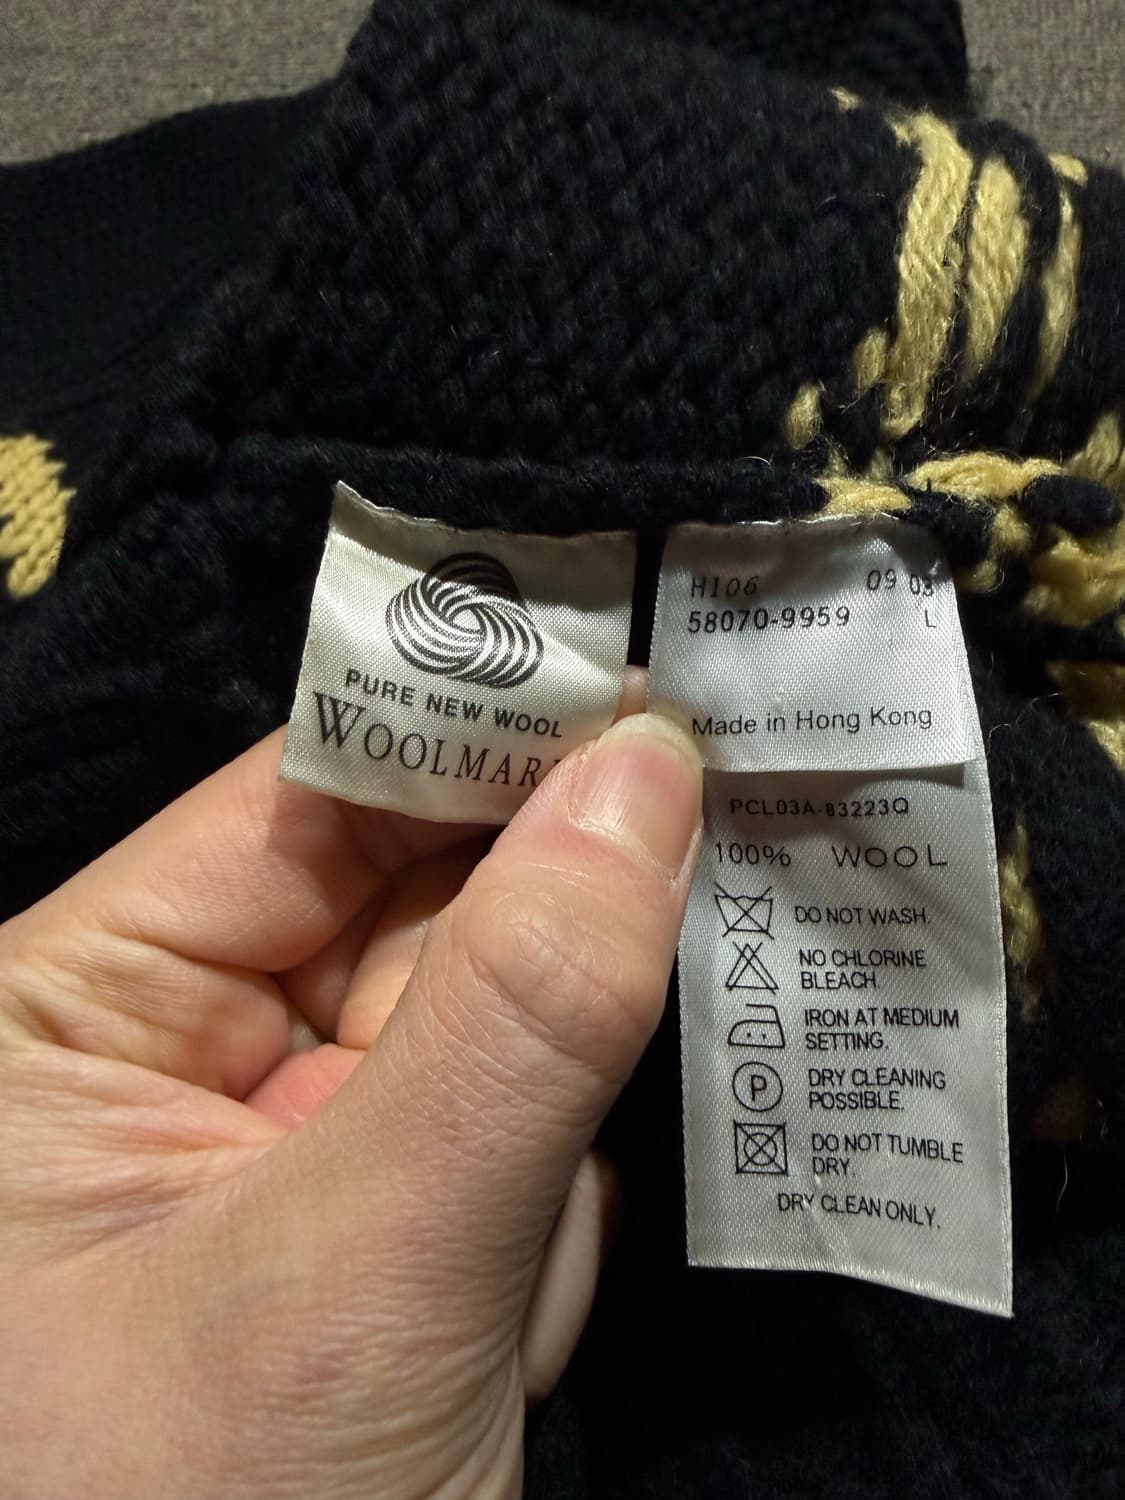 PURE NEW WOOL
WOOLMAR
H106 09 03
58070-9959 L
Made in Hong Kong
PCL03A-83223Q
100% WOOL
DO NOT WASH.
NO CHLORINE
BLEACH
IRON AT MEDIUM
SETTING.
P
DRY CLEANING
POSSIBLE.
DO NOT TUMBLE
DRY.
DRY CLEAN ONLY.